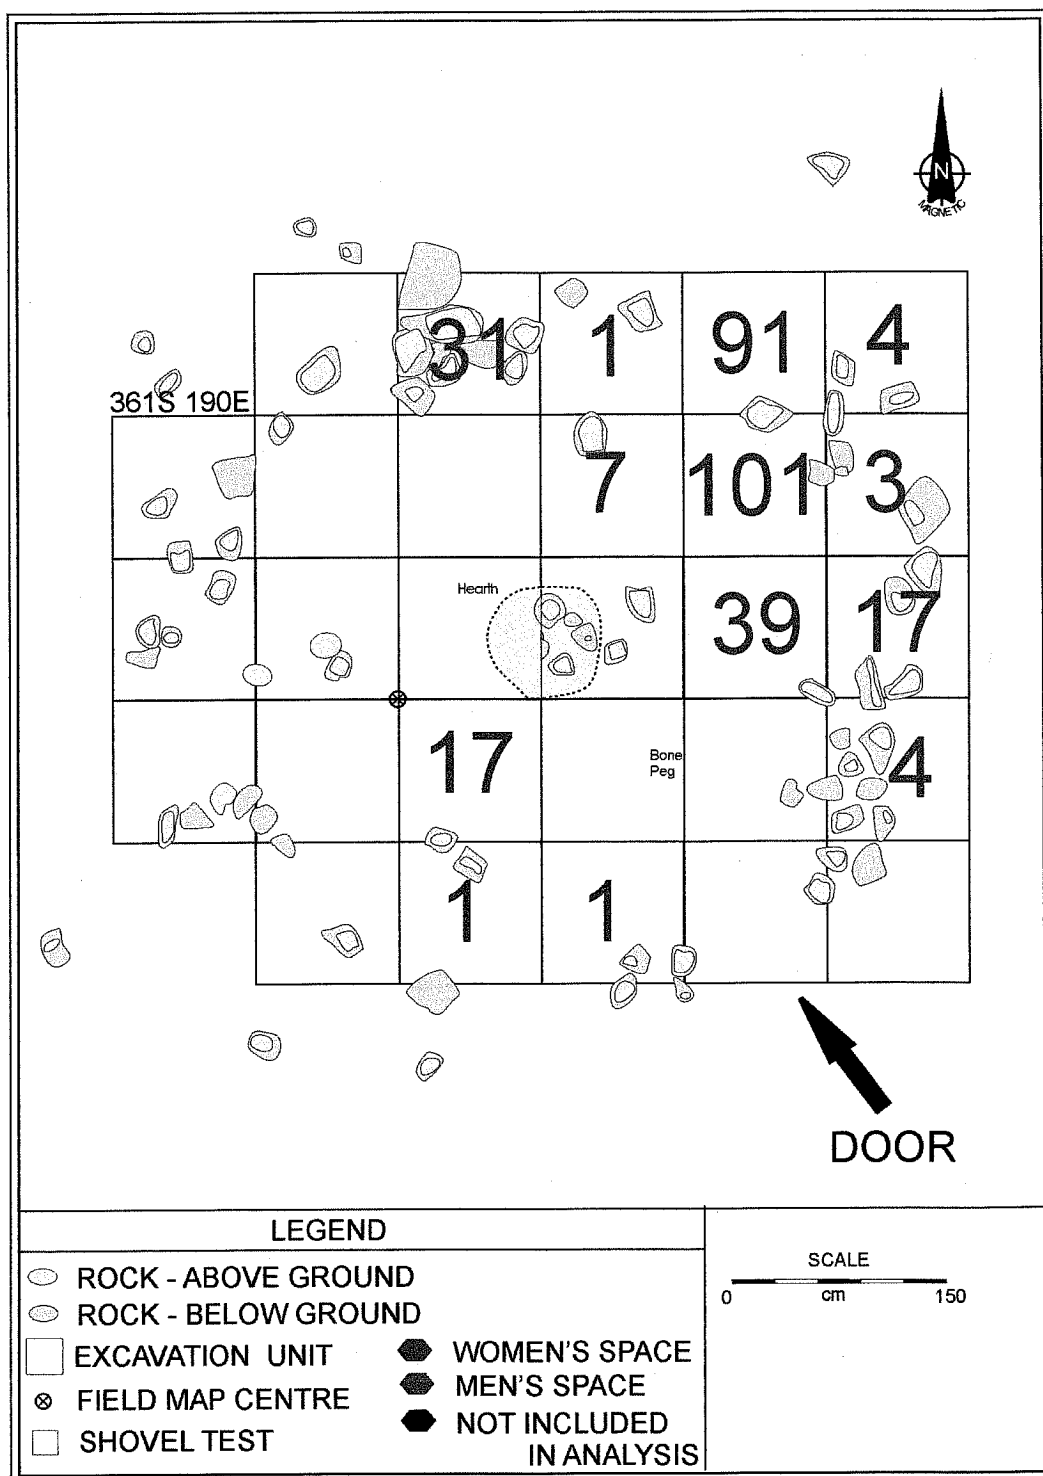 N
MAGNETIC
31 1 91 4
361S 190E
7 101 3
Hearth
39 17
17
Bone
Peg
4
1 1
DOOR
LEGEND
ROCK - ABOVE GROUND
ROCK - BELOW GROUND
EXCAVATION UNIT
FIELD MAP CENTRE
SHOVEL TEST
WOMEN'S SPACE
MEN'S SPACE
NOT INCLUDED
IN ANALYSIS
SCALE
0 cm 150